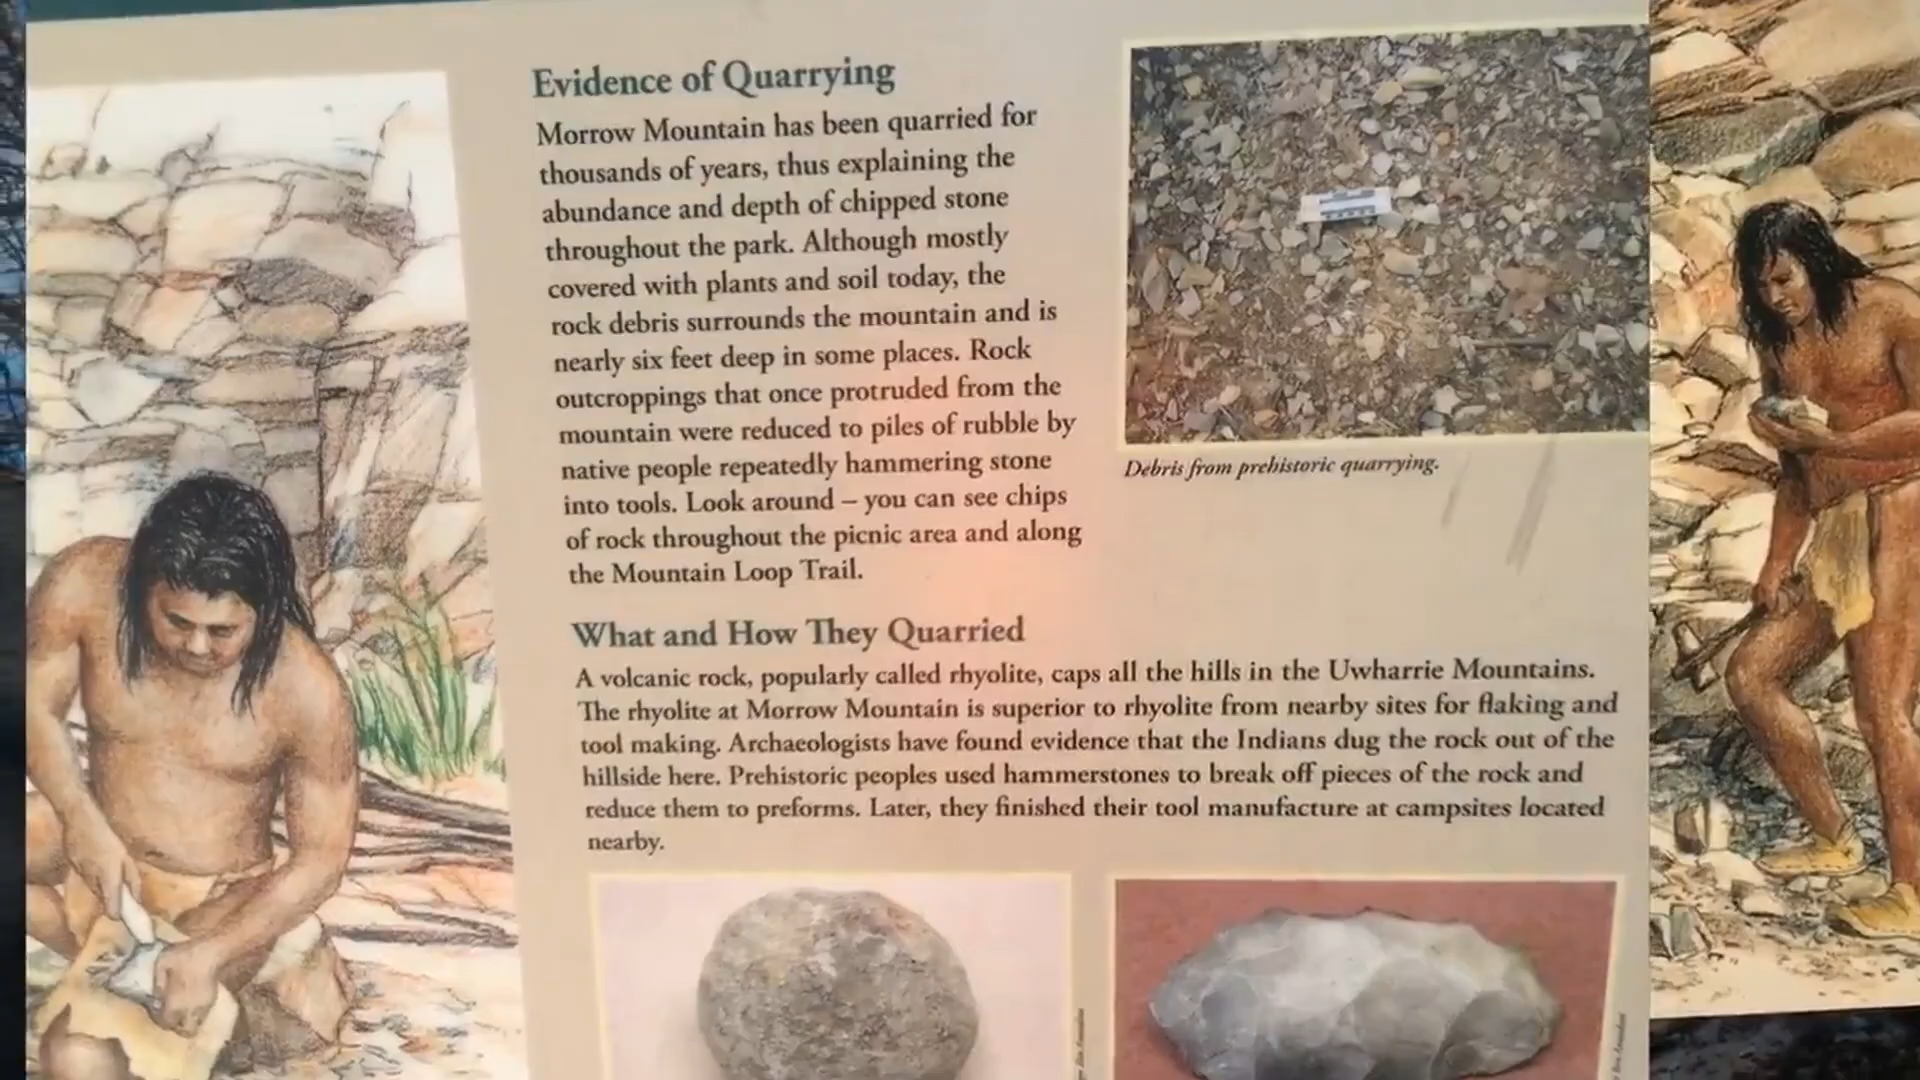 Evidence of Quarrying
Morrow Mountain has been quarried for
thousands of years, thus explaining the
abundance and depth of chipped stone
throughout the park. Although mostly
covered with plants and soil today, the
rock debris surrounds the mountain and is
nearly six feet deep in some places. Rock
outcroppings that once protruded from the
mountain were reduced to piles of rubble by
native people repeatedly hammering stone
into tools. Look around – you can see chips
of rock throughout the picnic area and along
the Mountain Loop Trail.
Debris from prehistoric quarrying.
What and How They Quarried
A volcanic rock, popularly called rhyolite, caps all the hills in the Uwharrie Mountains.
The rhyolite at Morrow Mountain is superior to rhyolite from nearby sites for flaking and
tool making. Archaeologists have found evidence that the Indians dug the rock out of the
hillside here. Prehistoric peoples used hammerstones to break off pieces of the rock and
reduce them to preforms. Later, they finished their tool manufacture at campsites located
nearby.